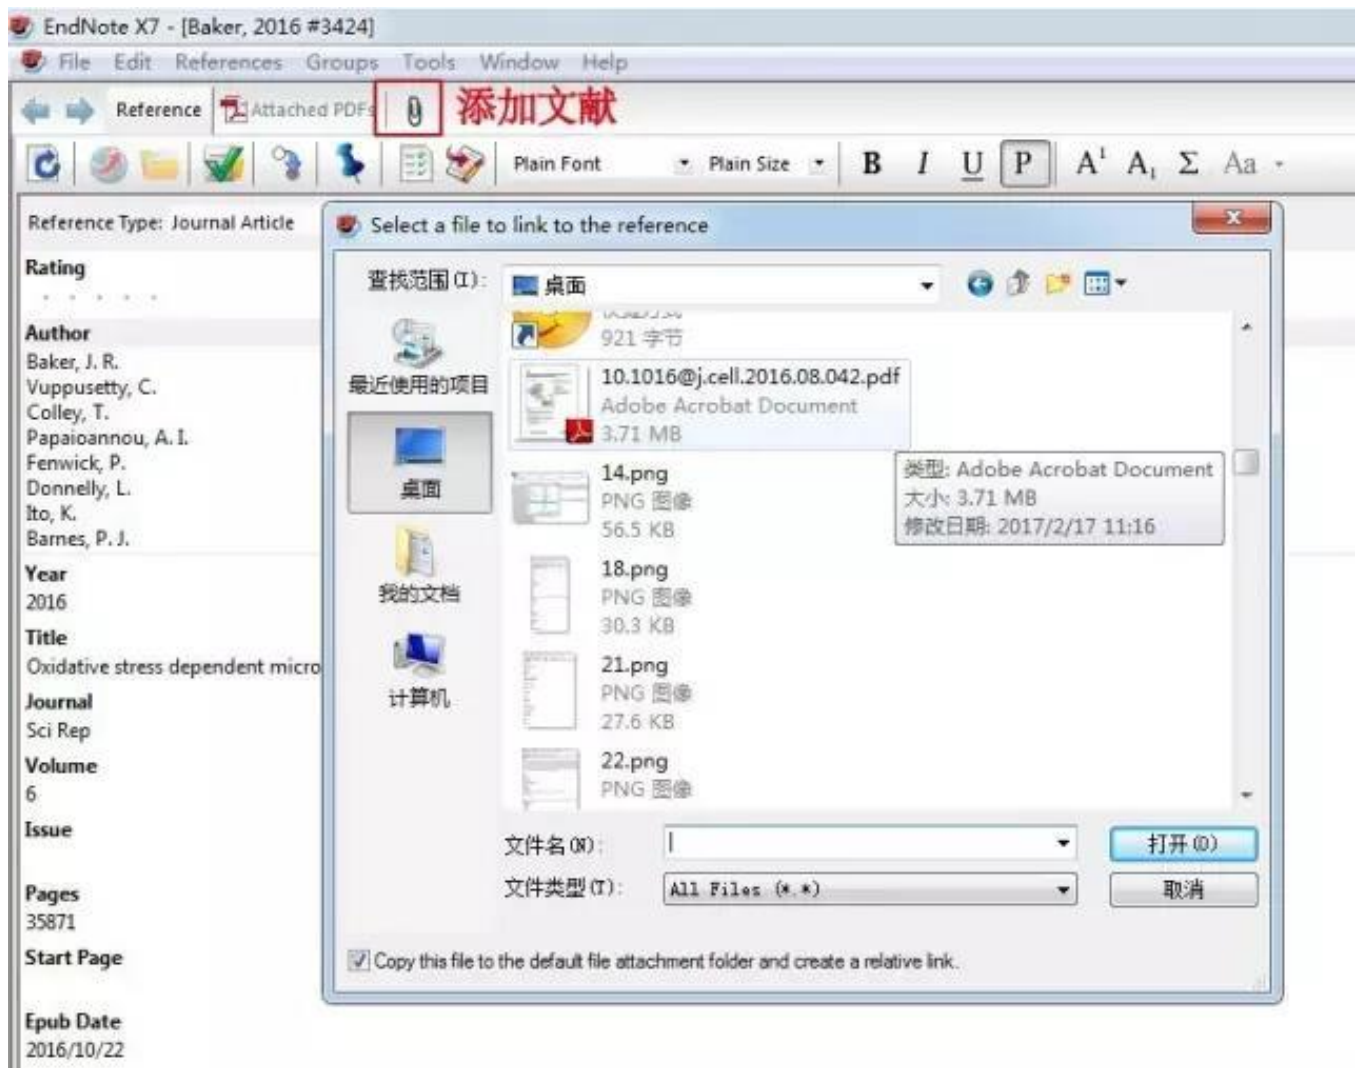 EndNote X7 - [Baker, 2016 #3424]
File Edit References Groups Tools Window Help
Reference Attached PDFs 添加文献
Plain Font Plain Size B I U P A¹ A₁ Σ Aa
Reference Type: Journal Article
Rating
Author
Baker, J. R.
Vuppusetty, C.
Colley, T.
Papaioannou, A. I.
Fenwick, P.
Donnelly, L.
Ito, K.
Barnes, P. J.
Year
2016
Title
Oxidative stress dependent micro
Journal
Sci Rep
Volume
6
Issue
Pages
35871
Start Page
Epub Date
2016/10/22
Select a file to link to the reference
查找范围(I): 桌面
最近使用的项目
桌面
我的文档
计算机
921 字节
10.1016@j.cell.2016.08.042.pdf
Adobe Acrobat Document
3.71 MB
14.png
PNG 图像
56.5 KB
18.png
PNG 图像
30.3 KB
21.png
PNG 图像
27.6 KB
22.png
PNG 图像
类型: Adobe Acrobat Document
大小: 3.71 MB
修改日期: 2017/2/17 11:16
文件名(N): 打开(O)
文件类型(T): All Files (*.*) 取消
Copy this file to the default file attachment folder and create a relative link.